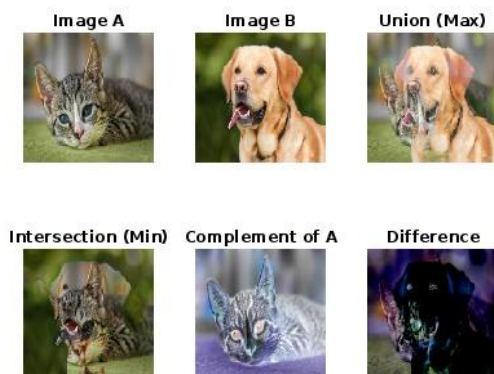 Image A
Image B
Union (Max)
Intersection (Min)
Complement of A
Difference